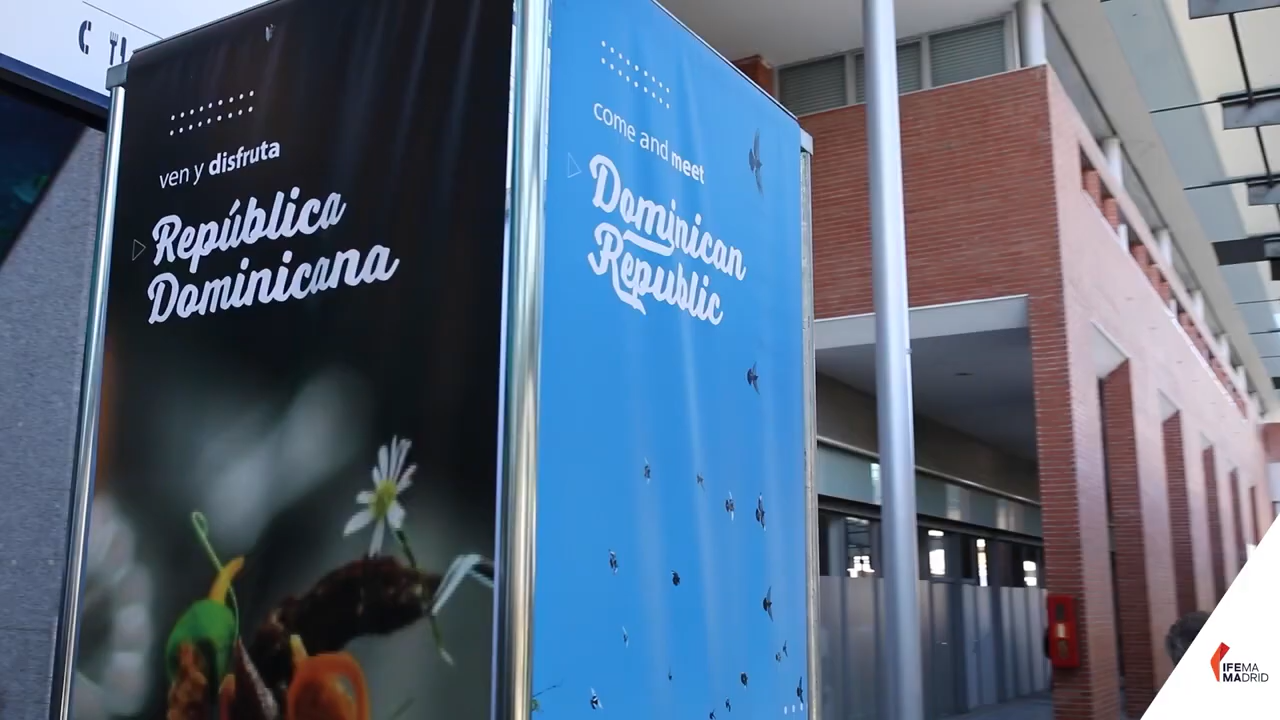 ven y disfruta
República
Dominicana
come and meet
Dominican
Republic
IFEMA
MADRID